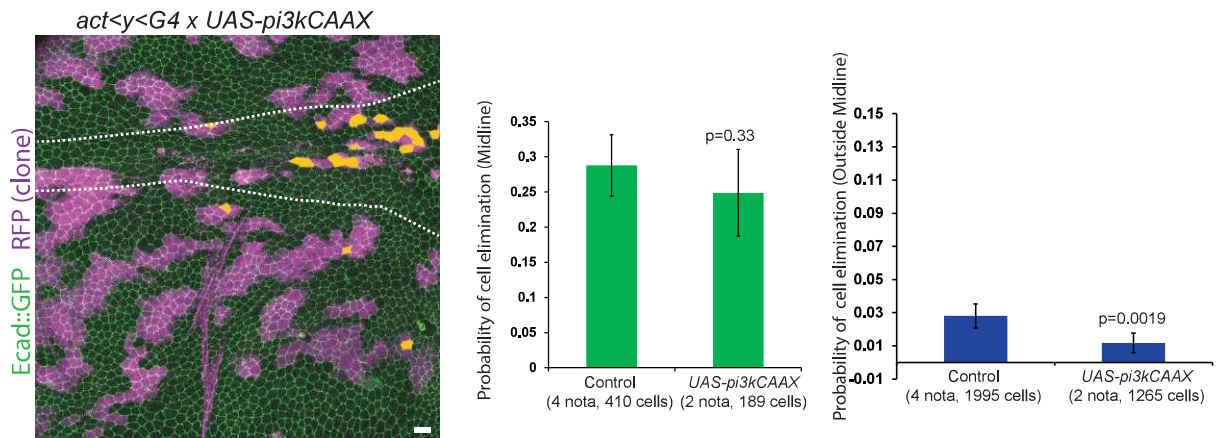 act<y<G4 x UAS-pi3kCAAX
Ecad::GFP RFP (clone)
Probability of cell elimination (Midline)
0.35
0.3
0.25
0.2
0.15
0.1
0.05
0
p=0.33
Control
(4 nota, 410 cells)
UAS-pi3kCAAX
(2 nota, 189 cells)
Probability of cell elimination (Outside Midline)
0.15
0.13
0.11
0.09
0.07
0.05
0.03
0.01
-0.01
p=0.0019
Control
(4 nota, 1995 cells)
UAS-pi3kCAAX
(2 nota, 1265 cells)